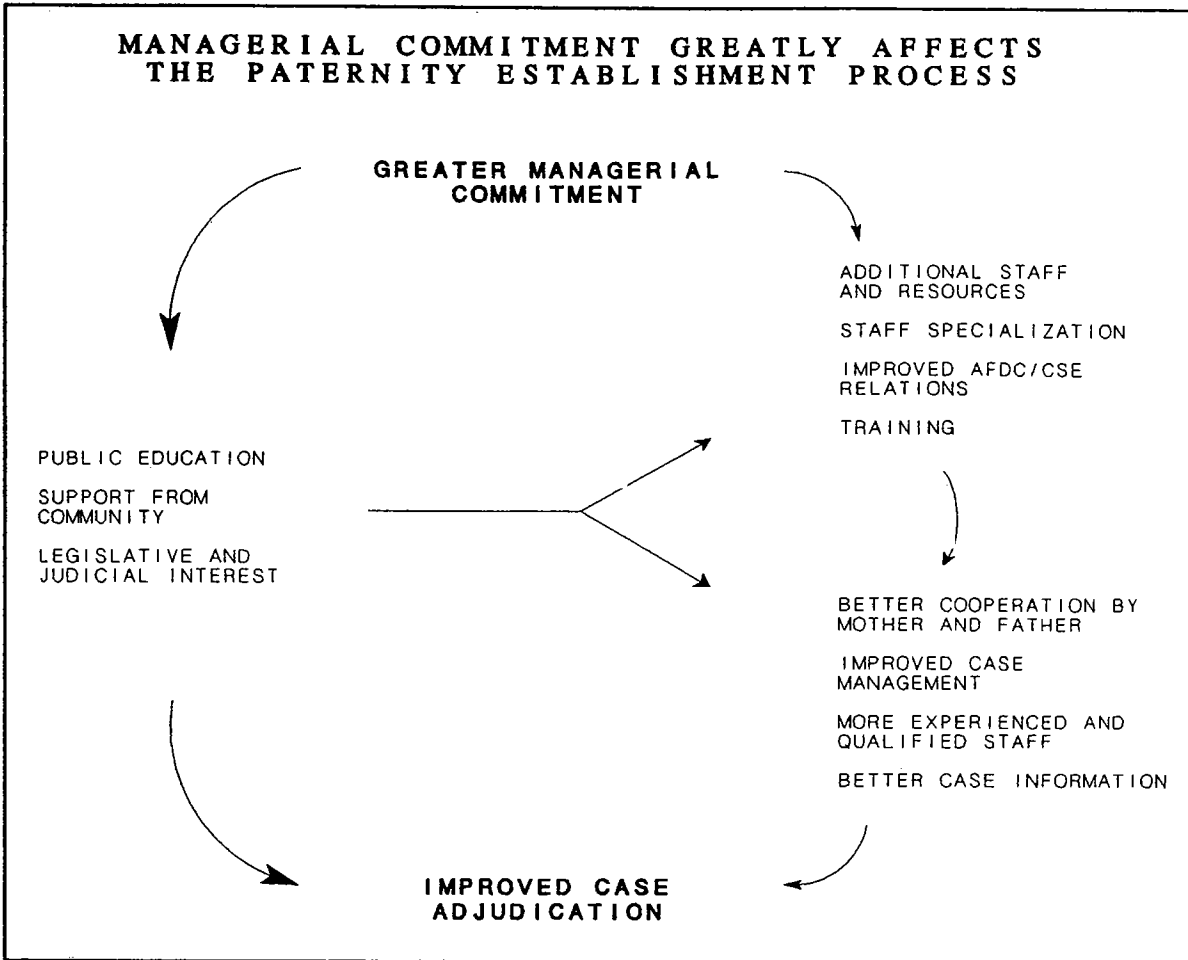 MANAGERIAL COMMITMENT GREATLY AFFECTS
THE PATERNITY ESTABLISHMENT PROCESS
GREATER MANAGERIAL
COMMITMENT
ADDITIONAL STAFF
AND RESOURCES
STAFF SPECIALIZATION
IMPROVED AFDC/CSE
RELATIONS
TRAINING
PUBLIC EDUCATION
SUPPORT FROM
COMMUNITY
LEGISLATIVE AND
JUDICIAL INTEREST
BETTER COOPERATION BY
MOTHER AND FATHER
IMPROVED CASE
MANAGEMENT
MORE EXPERIENCED AND
QUALIFIED STAFF
BETTER CASE INFORMATION
IMPROVED CASE
ADJUDICATION